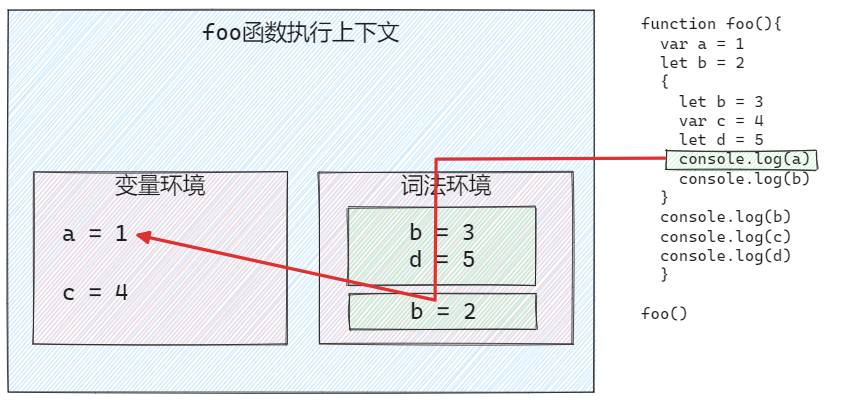 foo函数执行上下文
变量环境
a = 1
c = 4
词法环境
b = 3
d = 5
b = 2
function foo(){
var a = 1
let b = 2
{
let b = 3
var c = 4
let d = 5
console.log(a)
console.log(b)
}
console.log(b)
console.log(c)
console.log(d)
}
foo()